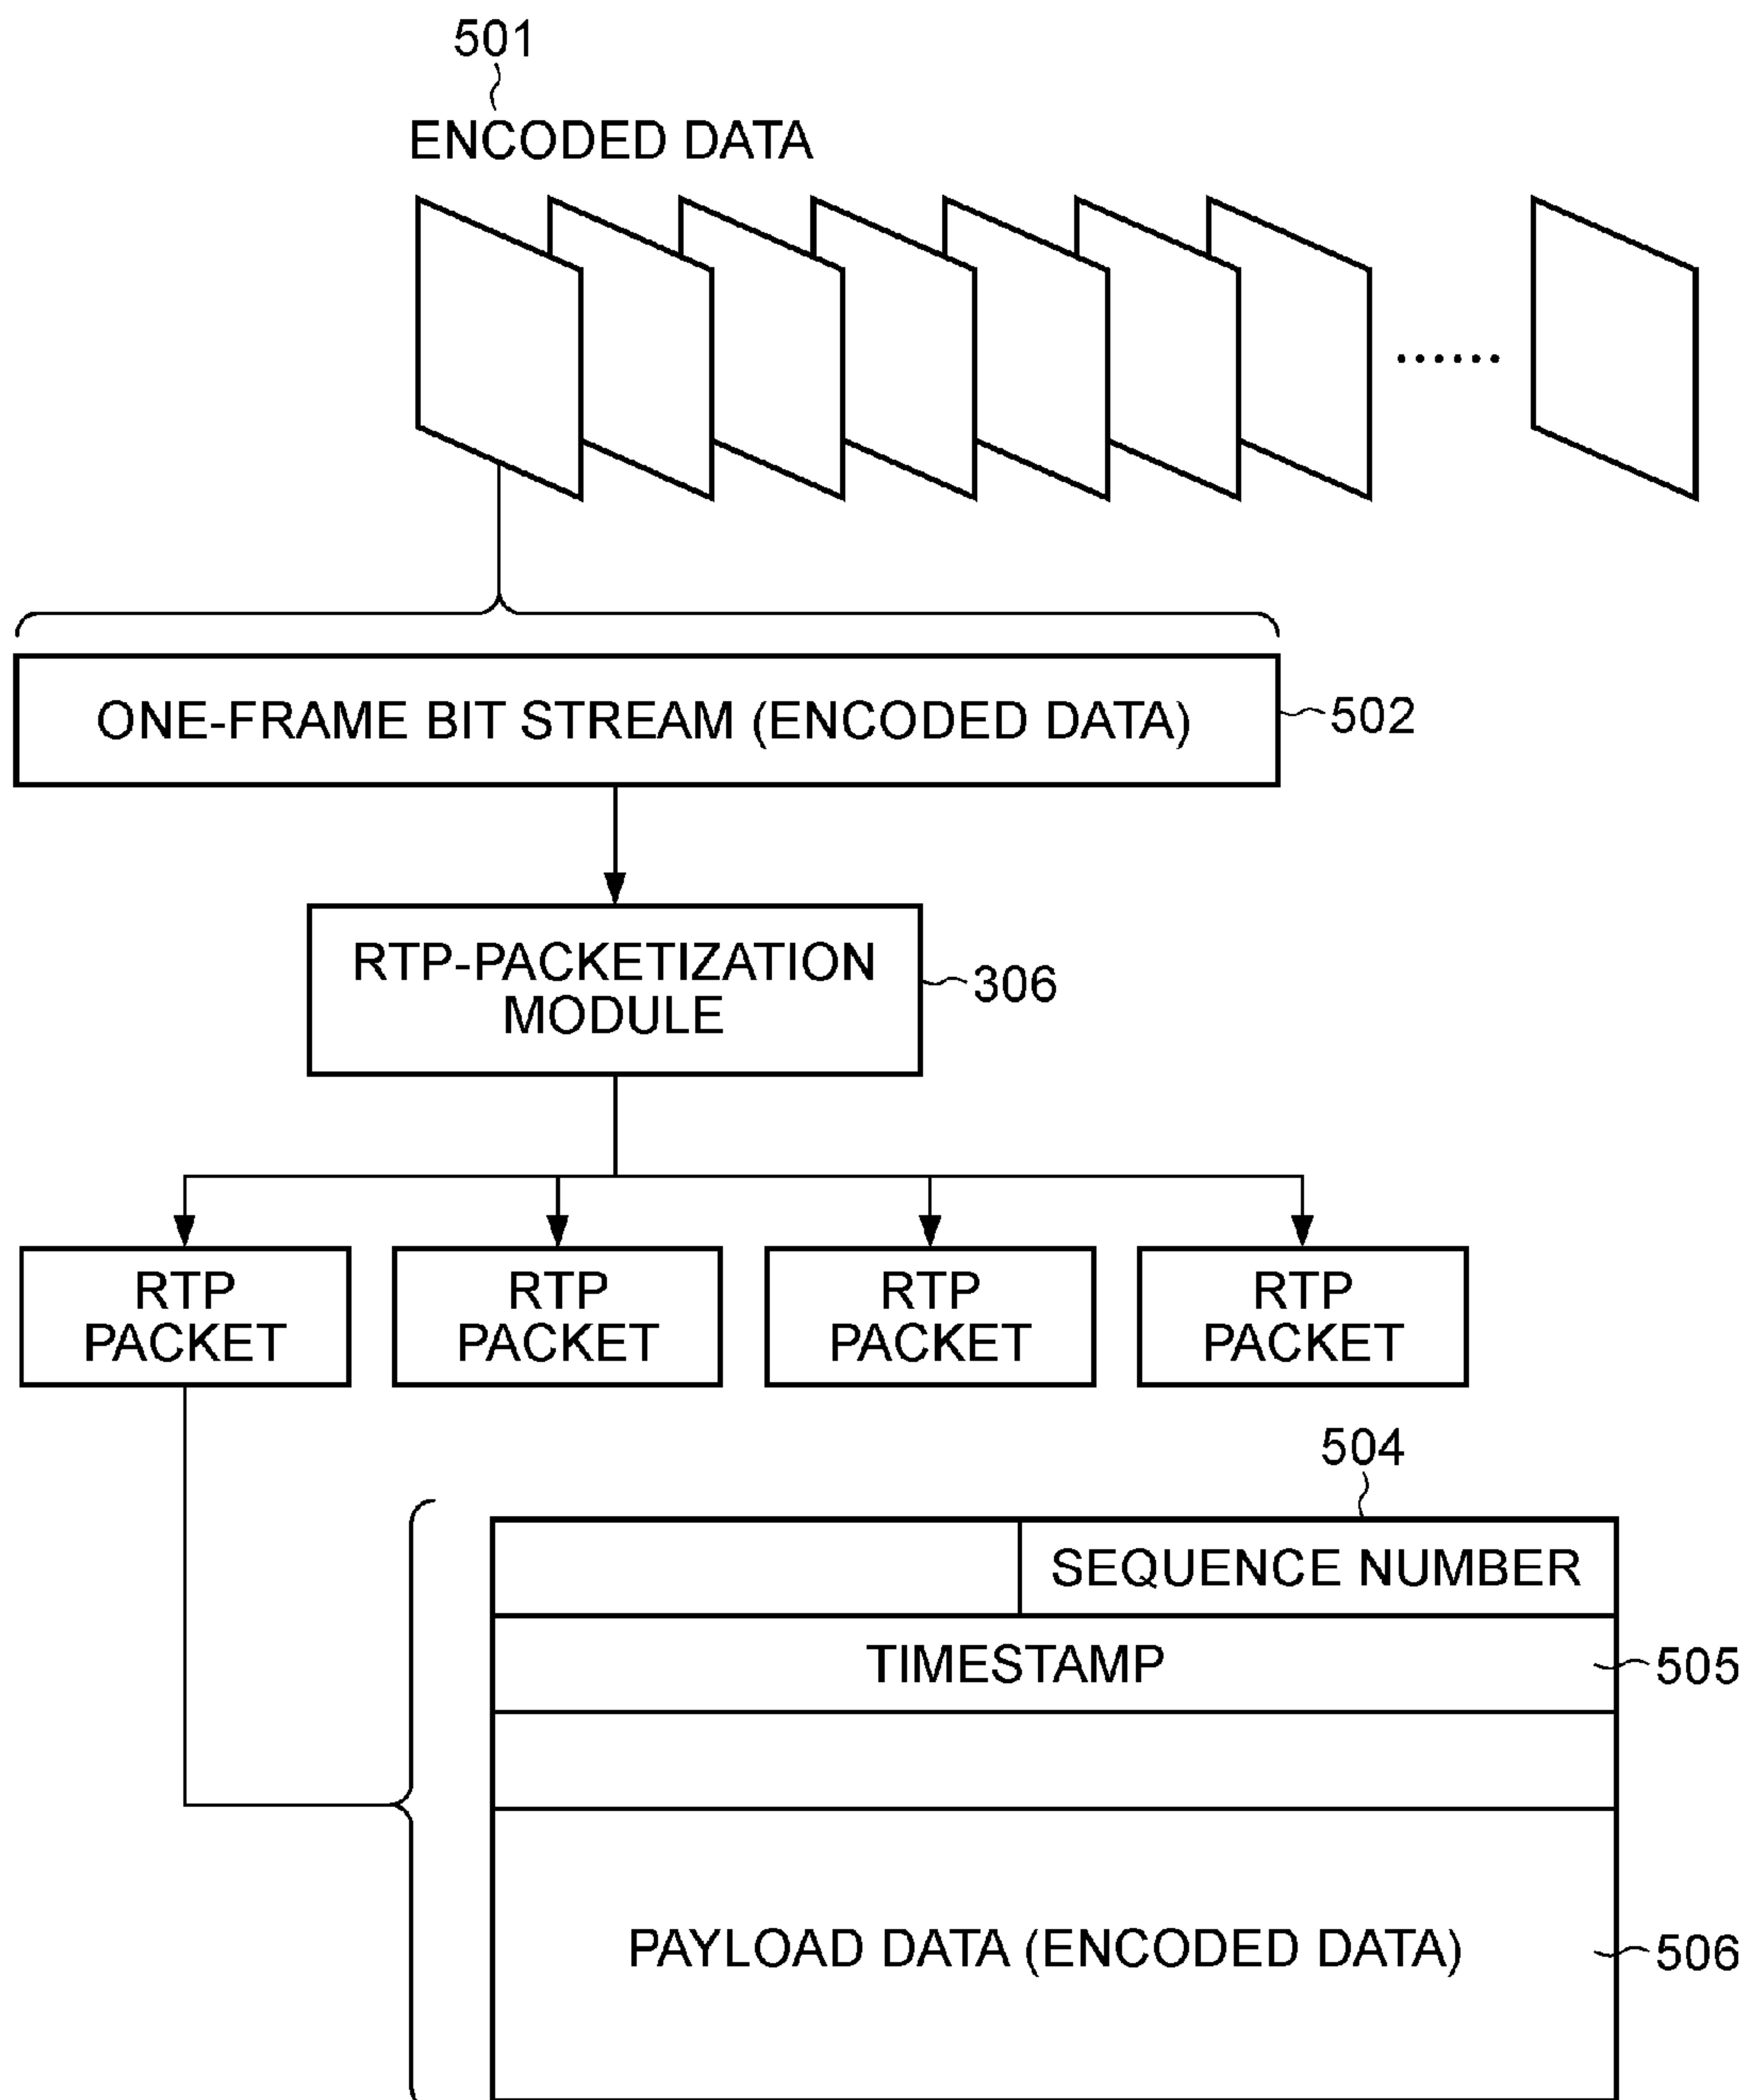 501
ENCODED DATA
ONE-FRAME BIT STREAM (ENCODED DATA)
502
RTP-PACKETIZATION
MODULE
306
RTP
PACKET
RTP
PACKET
RTP
PACKET
RTP
PACKET
504
SEQUENCE NUMBER
TIMESTAMP
505
PAYLOAD DATA (ENCODED DATA)
506